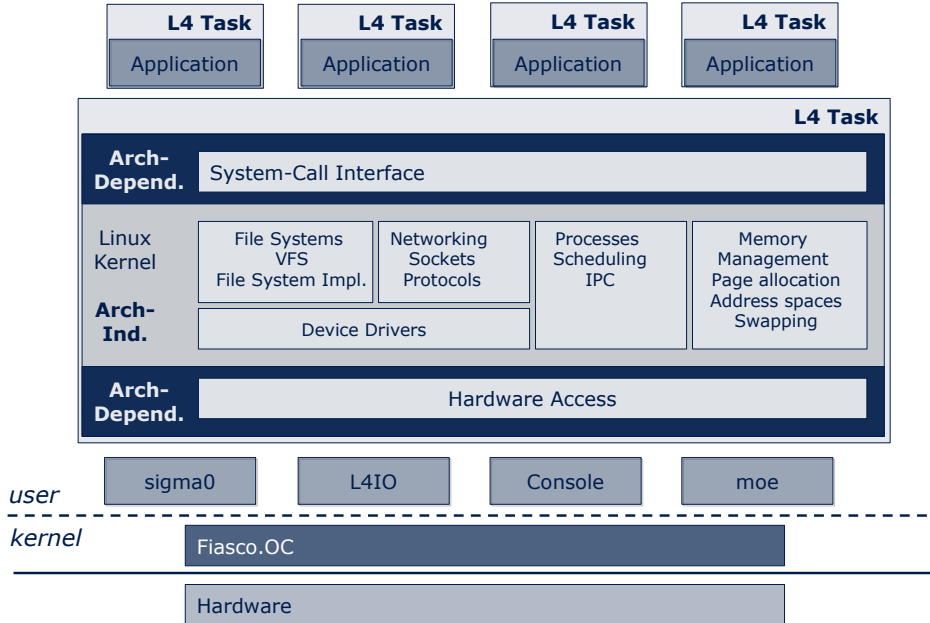 L4 Task
L4 Task
L4 Task
L4 Task
Application
Application
Application
Application
L4 Task
Arch-
Depend.
System-Call Interface
Linux
Kernel
Arch-
Ind.
File Systems
VFS
File System Impl.
Networking
Sockets
Protocols
Processes
Scheduling
IPC
Memory
Management
Page allocation
Address spaces
Swapping
Device Drivers
Arch-
Depend.
Hardware Access
sigma0
L4IO
Console
moe
user
kernel
Fiasco.OC
Hardware